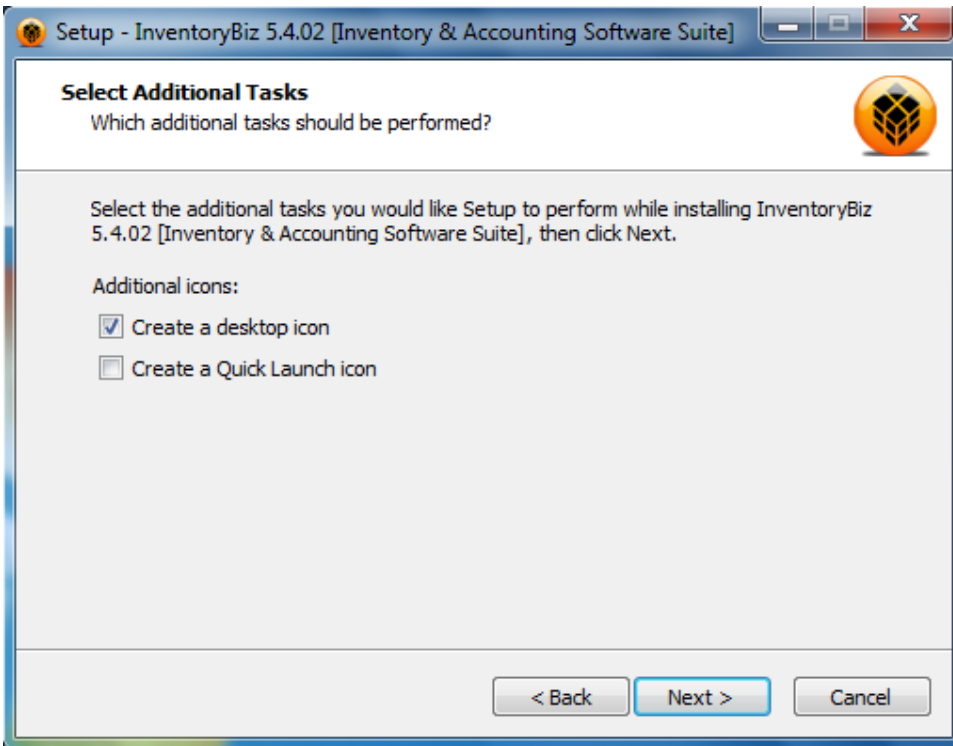 Setup - InventoryBiz 5.4.02 [Inventory & Accounting Software Suite]
Select Additional Tasks
Which additional tasks should be performed?
Select the additional tasks you would like Setup to perform while installing InventoryBiz
5.4.02 [Inventory & Accounting Software Suite], then click Next.
Additional icons:
Create a desktop icon
Create a Quick Launch icon
< Back Next > Cancel